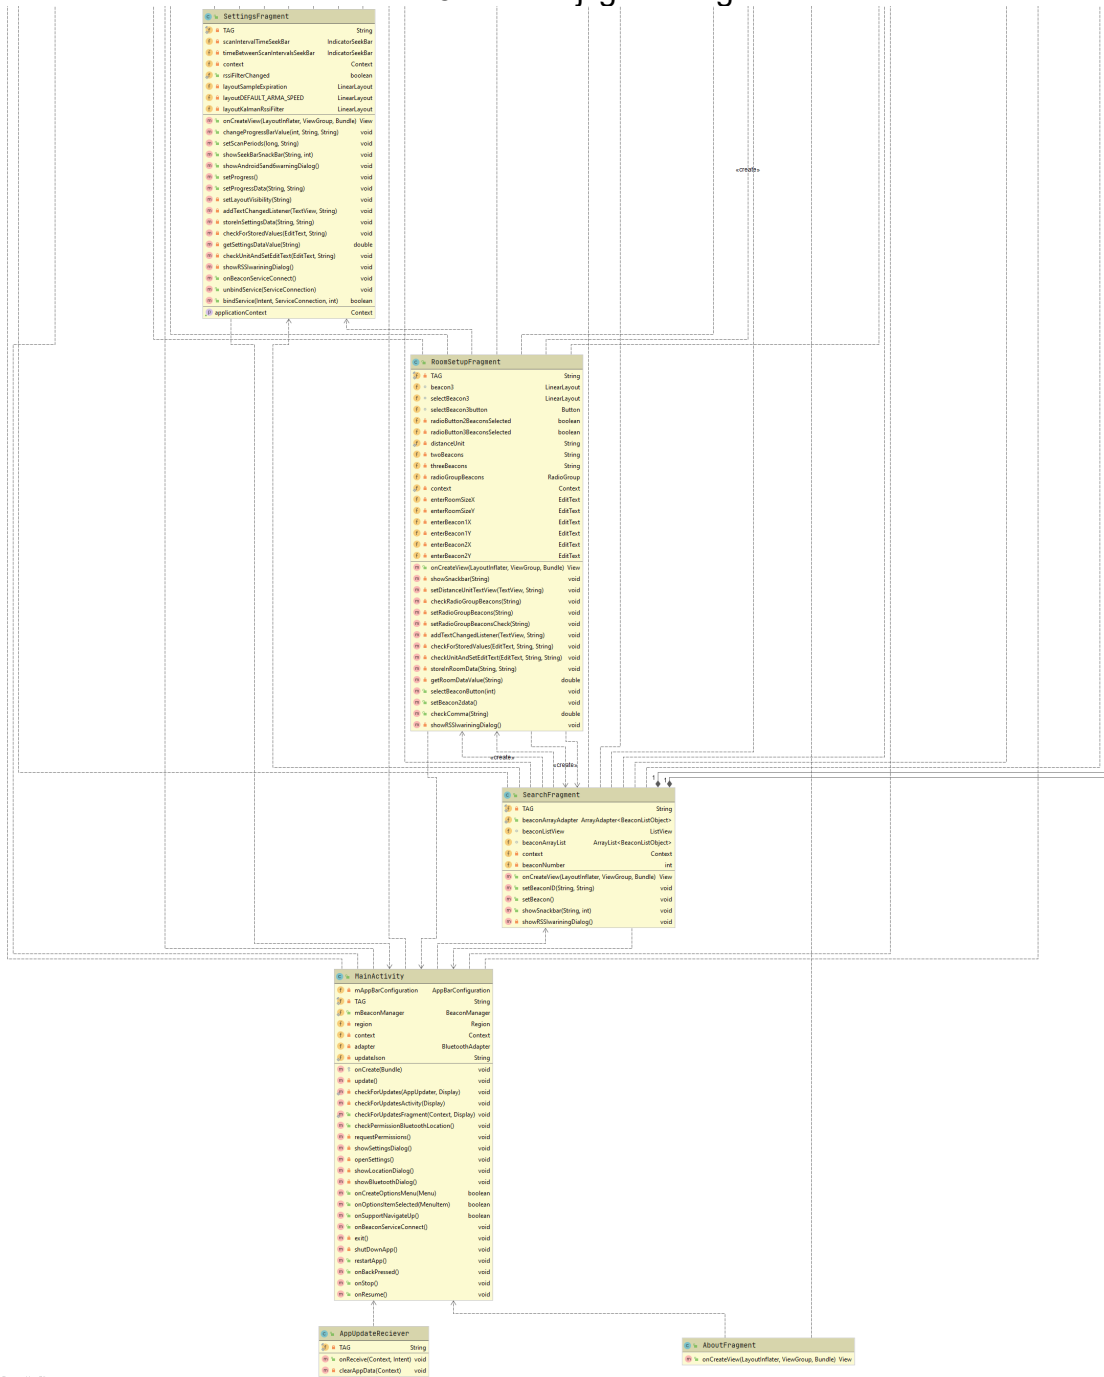 SettingsFragment
TAG String
scanIntervalTimeSeekBar IndicatorSeekBar
timeBetweenScanIntervalsSeekBar IndicatorSeekBar
context Context
rssiFilterChanged boolean
layoutSampleExpiration LinearLayout
layoutDEFAULT_ARMA_SPEED LinearLayout
layoutKalmanRssiFilter LinearLayout
onCreateView(LayoutInflater, ViewGroup, Bundle) View
changeProgressBarValue(int, String, String) void
setScanPeriods(long, String) void
showSeekBarSnackBar(String, int) void
showAndroid5and6warningDialog() void
setProgress() void
setProgressData(String, String) void
setLayoutVisibility(String) void
addTextChangedListener(TextView, String) void
storeInSettingsData(String, String) void
checkForStoredValues(EditText, String) void
getSettingsDataValue(String) double
checkUnitAndSetEditText(EditText, String) void
showRSSIwariningDialog() void
onBeaconServiceConnect() void
unbindService(ServiceConnection) void
bindService(Intent, ServiceConnection, int) boolean
applicationContext Context
«create»
RoomSetupFragment
TAG String
beacon3 LinearLayout
selectBeacon3 LinearLayout
selectBeacon3button Button
radioButton2BeaconsSelected boolean
radioButton3BeaconsSelected boolean
distanceUnit String
twoBeacons String
threeBeacons String
radioGroupBeacons RadioGroup
context Context
enterRoomSizeX EditText
enterRoomSizeY EditText
enterBeacon1X EditText
enterBeacon1Y EditText
enterBeacon2X EditText
enterBeacon2Y EditText
onCreateView(LayoutInflater, ViewGroup, Bundle) View
showSnackbar(String) void
setDistanceUnitTextView(TextView, String) void
checkRadioGroupBeacons(String) void
setRadioGroupBeacons(String) void
setRadioGroupBeaconsCheck(String) void
addTextChangedListener(TextView, String) void
checkForStoredValues(EditText, String, String) void
checkUnitAndSetEditText(EditText, String, String) void
storeInRoomData(String, String) void
getRoomDataValue(String) double
selectBeaconButton(int) void
setBeacon2data() void
checkComma(String) double
showRSSIwariningDialog() void
«create»
«create»
1 1
SearchFragment
TAG String
beaconArrayAdapter ArrayAdapter<BeaconListObject>
beaconListView ListView
beaconArrayList ArrayList<BeaconListObject>
context Context
beaconNumber int
onCreateView(LayoutInflater, ViewGroup, Bundle) View
setBeaconID(String, String) void
setBeacon() void
showSnackbar(String, int) void
showRSSIwariningDialog() void
MainActivity
mAppBarConfiguration AppBarConfiguration
TAG String
mBeaconManager BeaconManager
region Region
context Context
adapter BluetoothAdapter
updateJson String
onCreate(Bundle) void
update() void
checkForUpdates(AppUpdater, Display) void
checkForUpdatesActivity(Display) void
checkForUpdatesFragment(Context, Display) void
checkPermissionBluetoothLocation() void
requestPermissions() void
showSettingsDialog() void
openSettings() void
showLocationDialog() void
showBluetoothDialog() void
onCreateOptionsMenu(Menu) boolean
onOptionsItemSelected(MenuItem) boolean
onSupportNavigateUp() boolean
onBeaconServiceConnect() void
exit() void
shutDownApp() void
restartApp() void
onBackPressed() void
onStop() void
onResume() void
AppUpdateReciever
TAG String
onReceive(Context, Intent) void
clearAppData(Context) void
AboutFragment
onCreateView(LayoutInflater, ViewGroup, Bundle) View